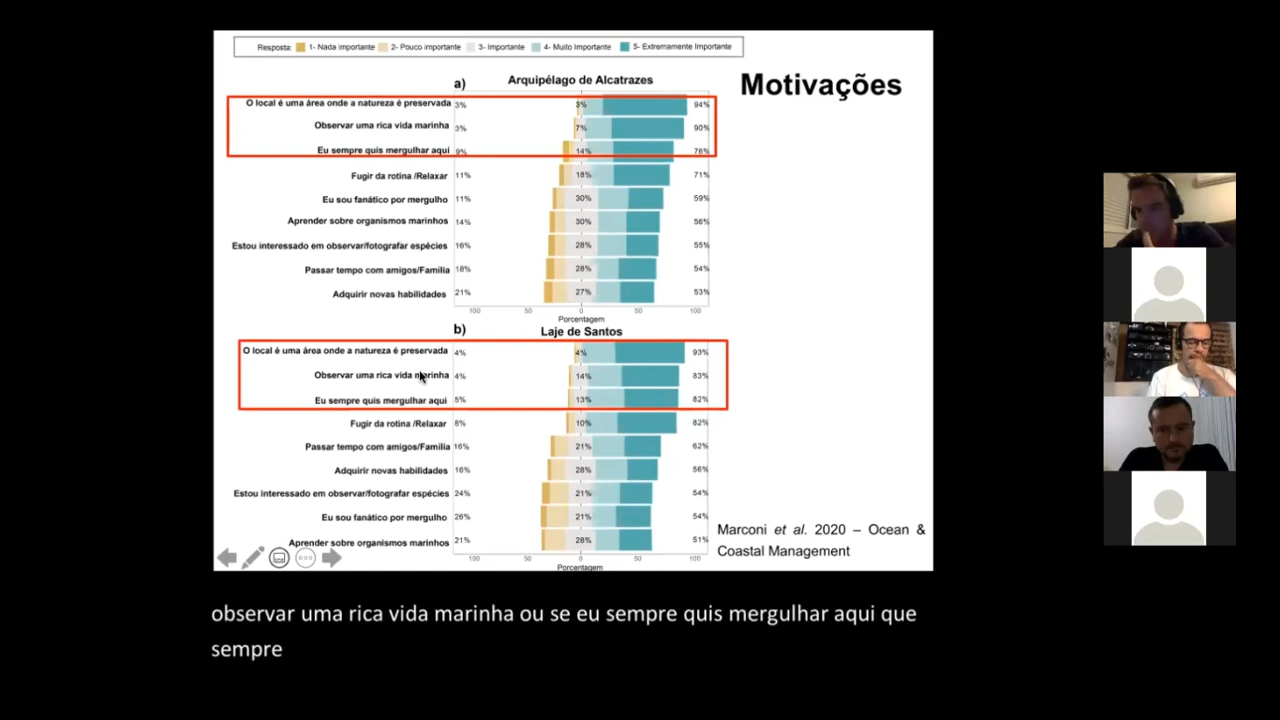 Resposta: 1- Nada importante 2- Pouco importante 3- Importante 4- Muito Importante 5- Extremamente Importante
Motivações
a) Arquipélago de Alcatrazes
O local é uma área onde a natureza é preservada 3% 3% 94%
Observar uma rica vida marinha 3% 7% 90%
Eu sempre quis mergulhar aqui 9% 14% 76%
Fugir da rotina /Relaxar 11% 18% 71%
Eu sou fanático por mergulho 11% 30% 59%
Aprender sobre organismos marinhos 14% 30% 56%
Estou interessado em observar/fotografar espécies 16% 28% 55%
Passar tempo com amigos/Família 18% 28% 54%
Adquirir novas habilidades 21% 27% 53%
100 50 0 50 100
Porcentagem
b) Laje de Santos
O local é uma área onde a natureza é preservada 4% 4% 93%
Observar uma rica vida marinha 4% 14% 83%
Eu sempre quis mergulhar aqui 5% 13% 82%
Fugir da rotina /Relaxar 8% 10% 82%
Passar tempo com amigos/Família 16% 21% 62%
Adquirir novas habilidades 16% 28% 56%
Estou interessado em observar/fotografar espécies 24% 21% 54%
Eu sou fanático por mergulho 26% 21% 54%
Aprender sobre organismos marinhos 21% 28% 51%
100 50 0 50 100
Porcentagem
Marconi et al. 2020 – Ocean &
Coastal Management
observar uma rica vida marinha ou se eu sempre quis mergulhar aqui que
sempre